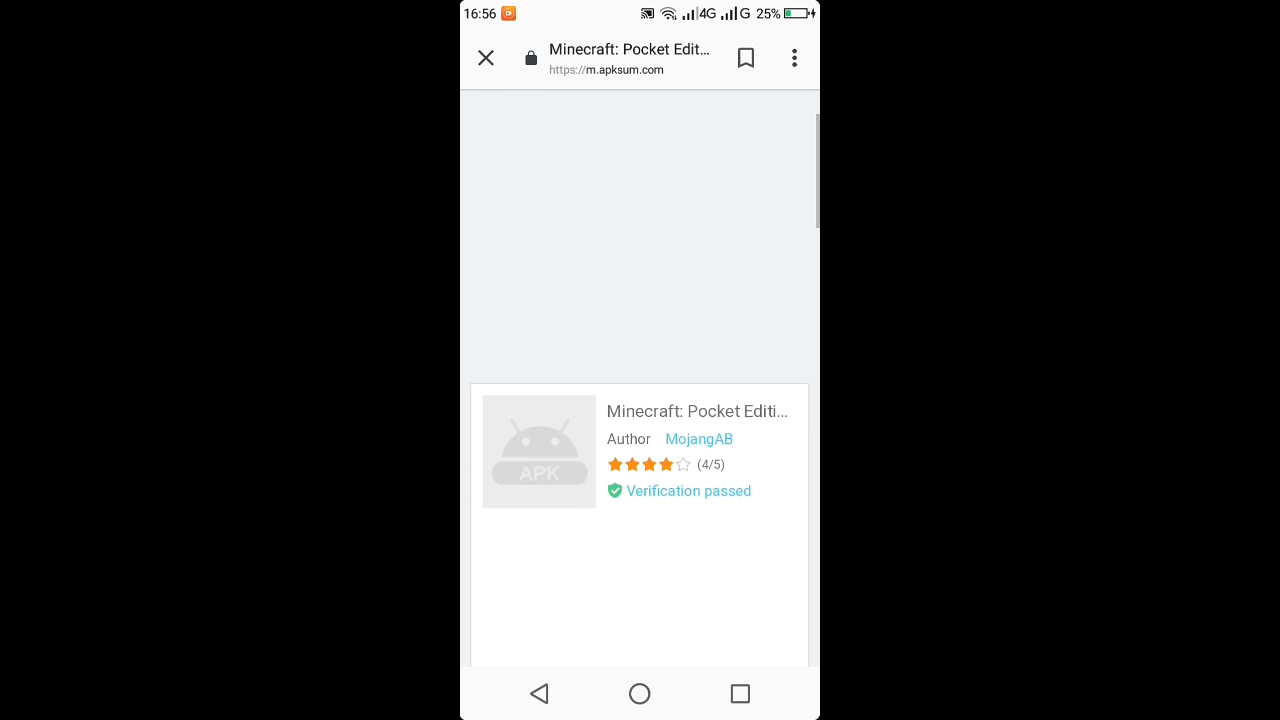 16:56 4G G 25%
Minecraft: Pocket Edit...
https://m.apksum.com
APK
Minecraft: Pocket Editi...
Author MojangAB
(4/5)
Verification passed